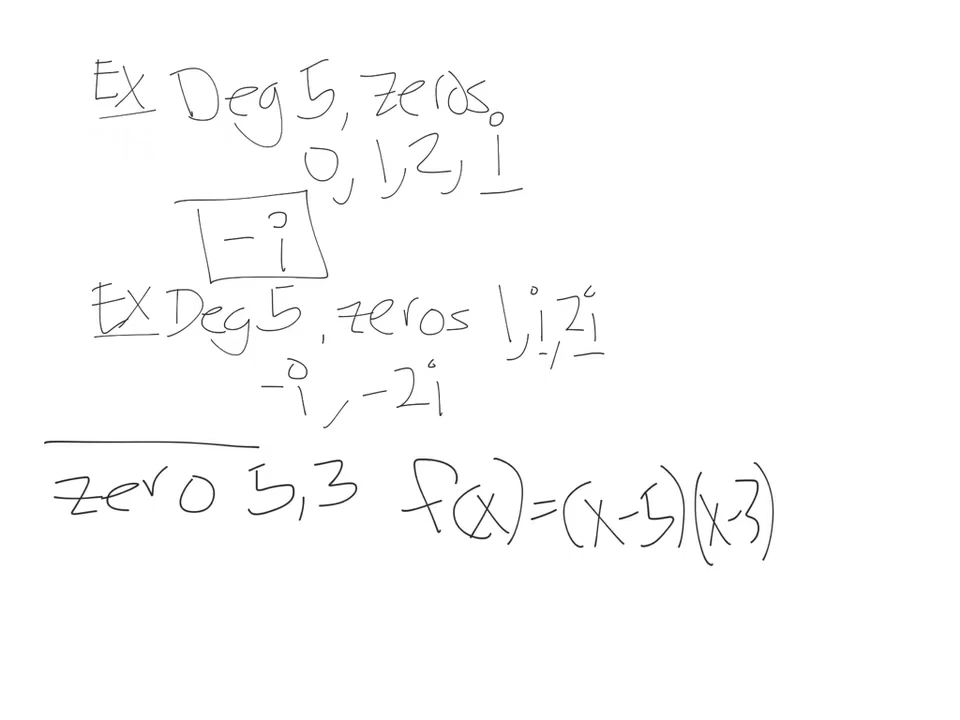 Ex Deg 5, zeros
0, 1, 2, i
-i
Ex Deg 5, zeros 1, i, 2i
-i, -2i
zero 5, 3 f(x)=(x-5)(x-3)